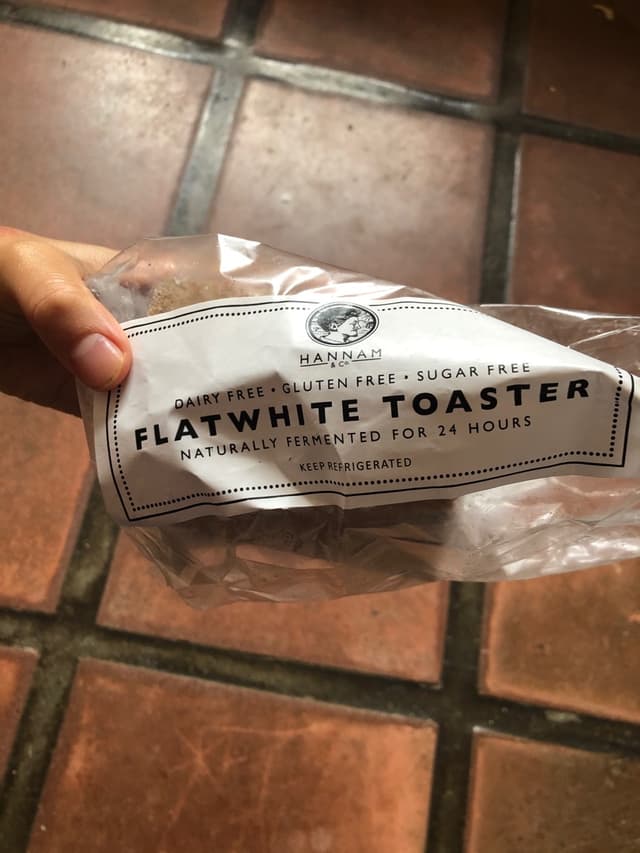 HANNAM
& Co
DAIRY FREE • GLUTEN FREE • SUGAR FREE
FLATWHITE TOASTER
NATURALLY FERMENTED FOR 24 HOURS
KEEP REFRIGERATED